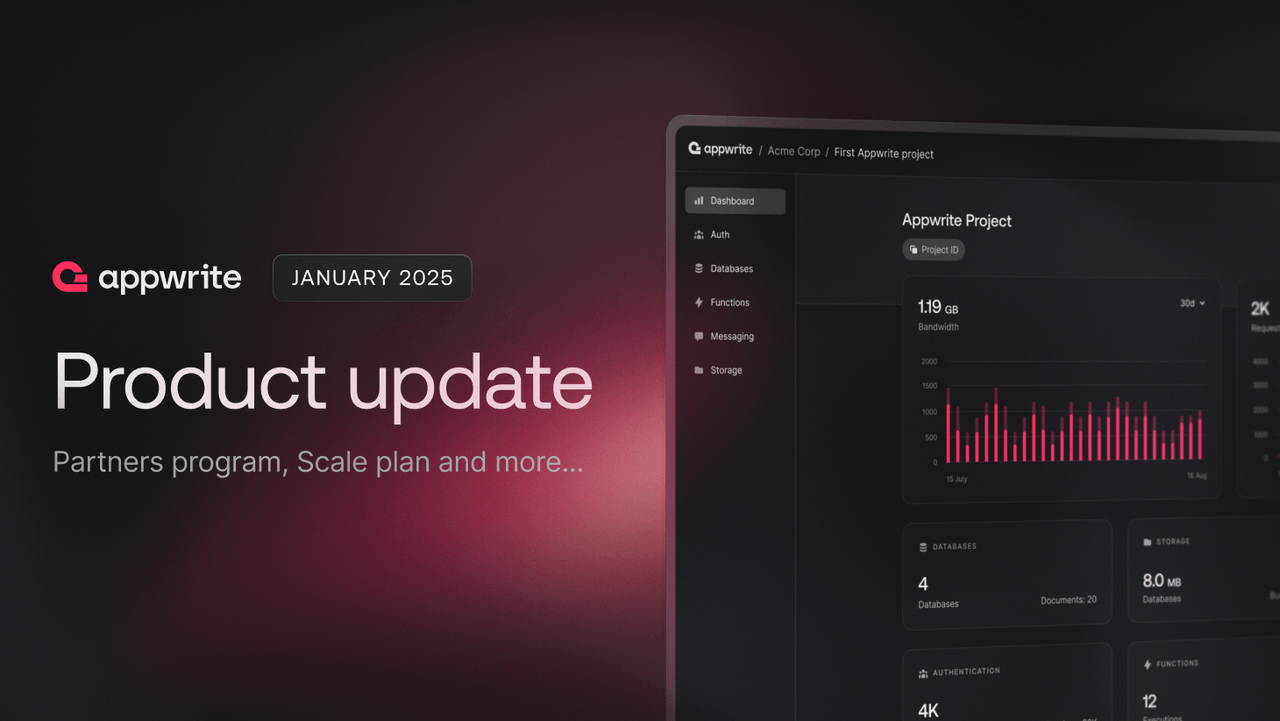 appwrite
JANUARY 2025
Product update
Partners program, Scale plan and more...
appwrite / Acme Corp / First Appwrite project
Dashboard
Auth
Databases
Functions
Messaging
Storage
Appwrite Project
Project ID
1.19 GB
30d
Bandwidth
2000
1500
1000
500
0
15 July
16 Aug
2K
DATABASES
4
Databases
Documents: 20
STORAGE
8.0 MB
Databases
AUTHENTICATION
4K
FUNCTIONS
12
Executions